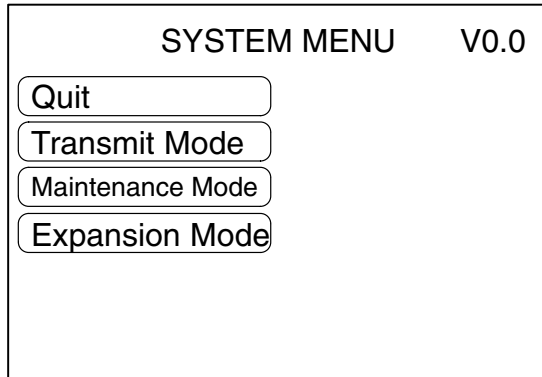 SYSTEM MENU V0.0
Quit
Transmit Mode
Maintenance Mode
Expansion Mode